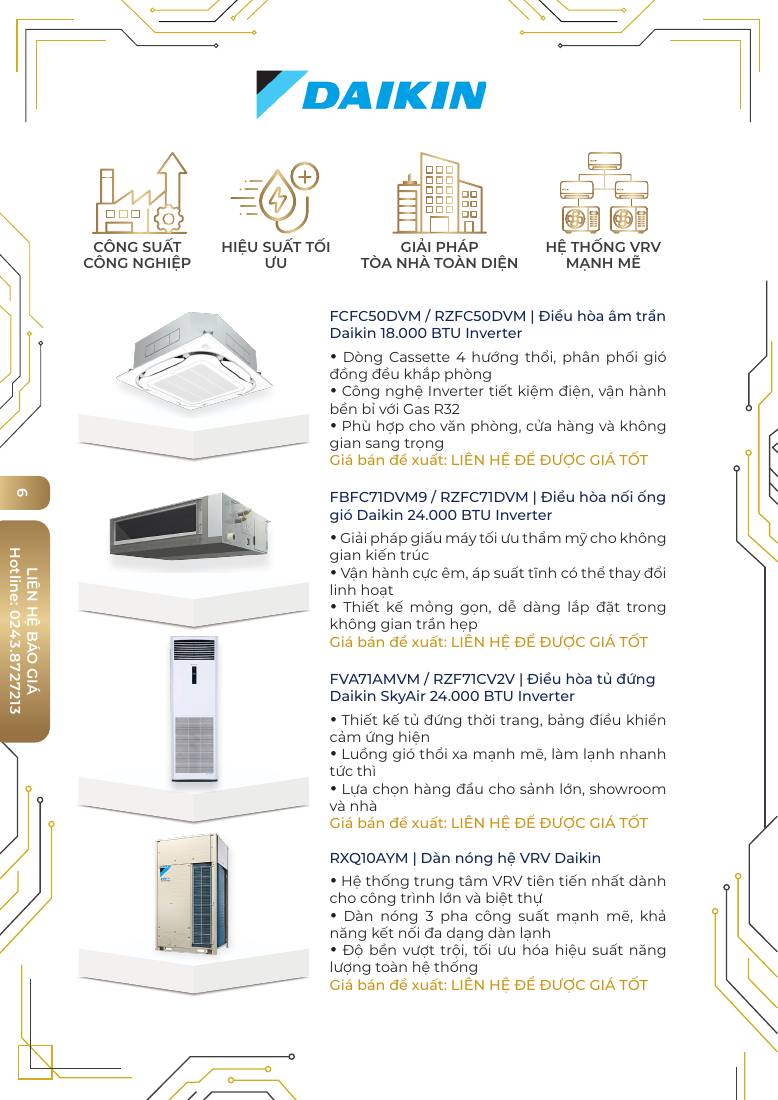 DAIKIN
CÔNG SUẤT
CÔNG NGHIỆP
HIỆU SUẤT TỐI
ƯU
GIẢI PHÁP
TÒA NHÀ TOÀN DIỆN
HỆ THỐNG VRV
MẠNH MẼ
FCFC50DVM / RZFC50DVM | Điều hòa âm trần
Daikin 18.000 BTU Inverter
• Dòng Cassette 4 hướng thổi, phân phối gió
đồng đều khắp phòng
• Công nghệ Inverter tiết kiệm điện, vận hành
bền bỉ với Gas R32
• Phù hợp cho văn phòng, cửa hàng và không
gian sang trọng
Giá bán đề xuất: LIÊN HỆ ĐỂ ĐƯỢC GIÁ TỐT
FBFC71DVM9 / RZFC71DVM | Điều hòa nối ống
gió Daikin 24.000 BTU Inverter
• Giải pháp giấu máy tối ưu thẩm mỹ cho không
gian kiến trúc
• Vận hành cực êm, áp suất tĩnh có thể thay đổi
linh hoạt
• Thiết kế mỏng gọn, dễ dàng lắp đặt trong
không gian trần hẹp
Giá bán đề xuất: LIÊN HỆ ĐỂ ĐƯỢC GIÁ TỐT
FVA71AMVM / RZF71CV2V | Điều hòa tủ đứng
Daikin SkyAir 24.000 BTU Inverter
• Thiết kế tủ đứng thời trang, bảng điều khiển
cảm ứng hiện
• Luồng gió thổi xa mạnh mẽ, làm lạnh nhanh
tức thì
• Lựa chọn hàng đầu cho sảnh lớn, showroom
và nhà
Giá bán đề xuất: LIÊN HỆ ĐỂ ĐƯỢC GIÁ TỐT
RXQ10AYM | Dàn nóng hệ VRV Daikin
• Hệ thống trung tâm VRV tiên tiến nhất dành
cho công trình lớn và biệt thự
• Dàn nóng 3 pha công suất mạnh mẽ, khả
năng kết nối đa dạng dàn lạnh
• Độ bền vượt trội, tối ưu hóa hiệu suất năng
lượng toàn hệ thống
Giá bán đề xuất: LIÊN HỆ ĐỂ ĐƯỢC GIÁ TỐT
6
LIÊN HỆ BÁO GIÁ
Hotline: 0243.8727213